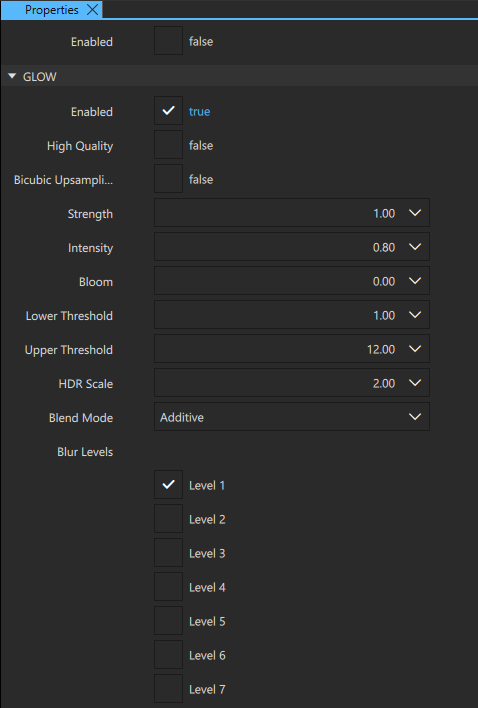 Properties
Enabled false
GLOW
Enabled true
High Quality false
Bicubic Upsampli... false
Strength 1.00
Intensity 0.80
Bloom 0.00
Lower Threshold 1.00
Upper Threshold 12.00
HDR Scale 2.00
Blend Mode Additive
Blur Levels
Level 1
Level 2
Level 3
Level 4
Level 5
Level 6
Level 7